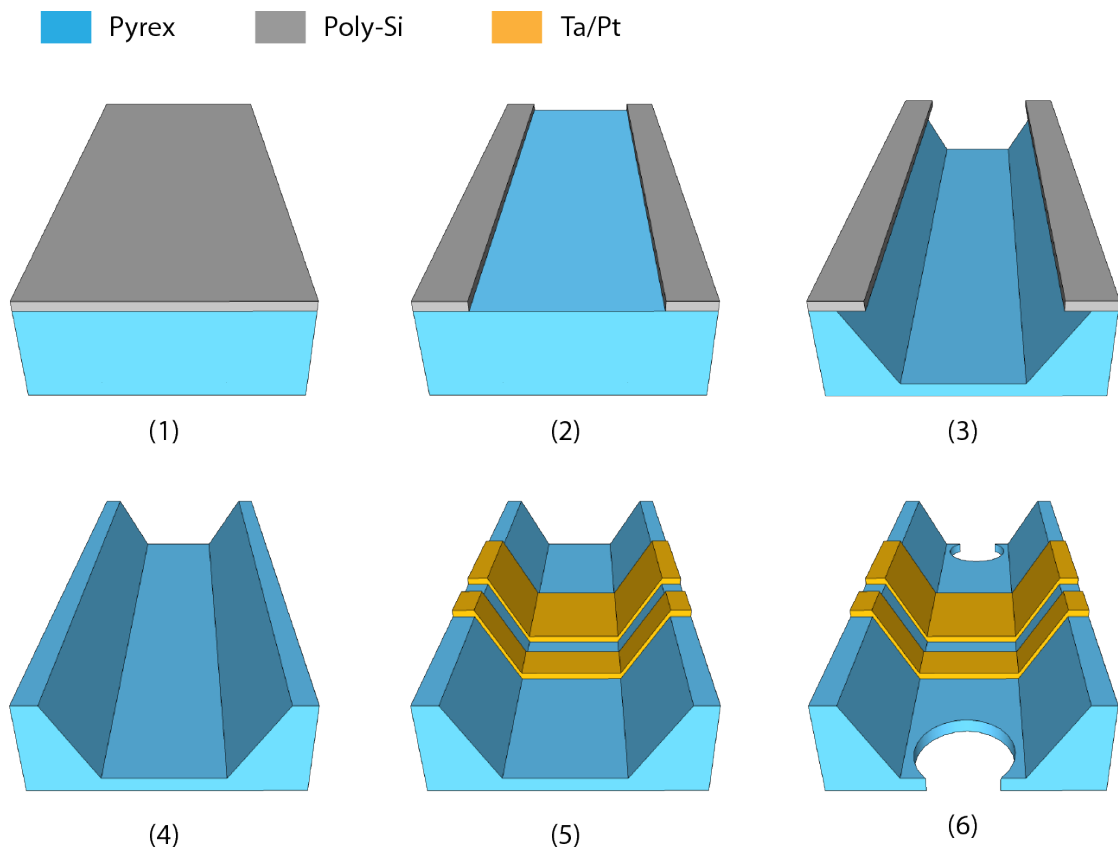 Pyrex Poly-Si Ta/Pt
(1) (2) (3)
(4) (5) (6)